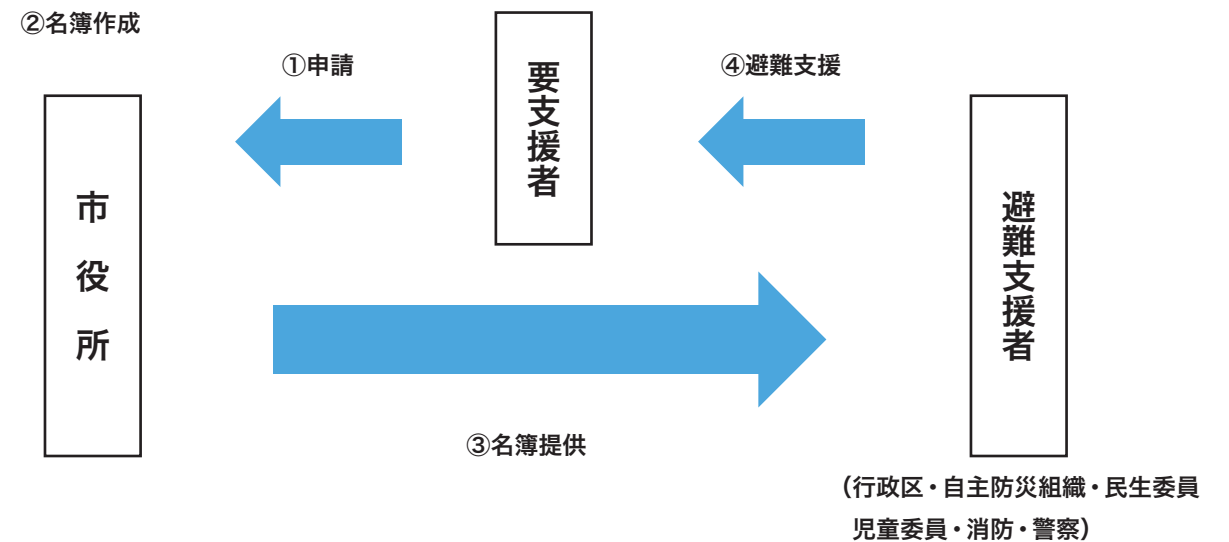 ②名簿作成
①申請
要支援者
④避難支援
市役所
避難支援者
③名簿提供
（行政区・自主防災組織・民生委員
児童委員・消防・警察）